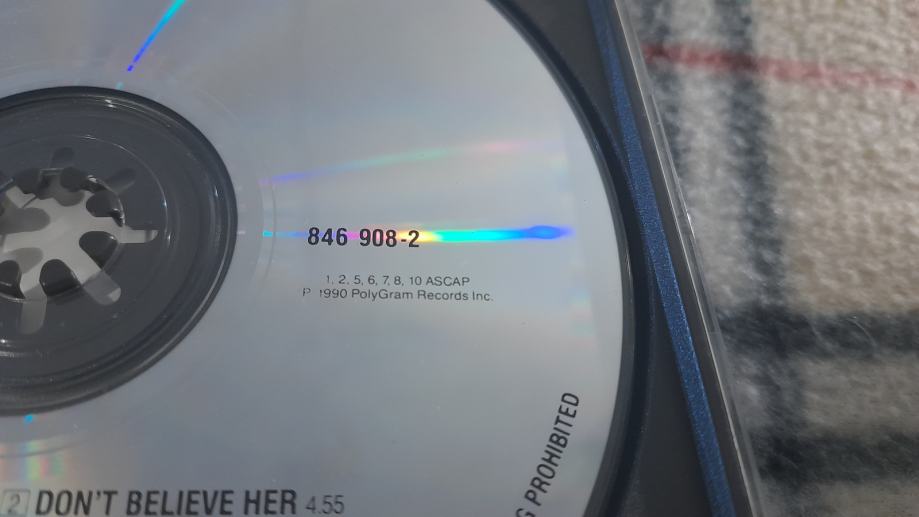 846 908-2
1, 2, 5, 6, 7, 8, 10 ASCAP
P 1990 PolyGram Records Inc.
PROHIBITED
2 DON'T BELIEVE HER 4.55